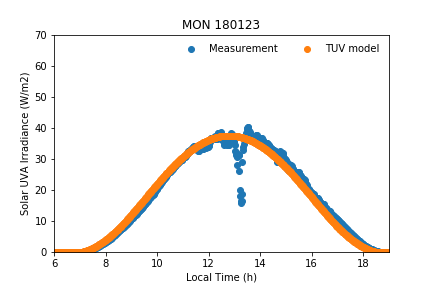 MON 180123
Measurement
TUV model
Solar UVA Irradiance (W/m2)
70
60
50
40
30
20
10
0
6 8 10 12 14 16 18
Local Time (h)